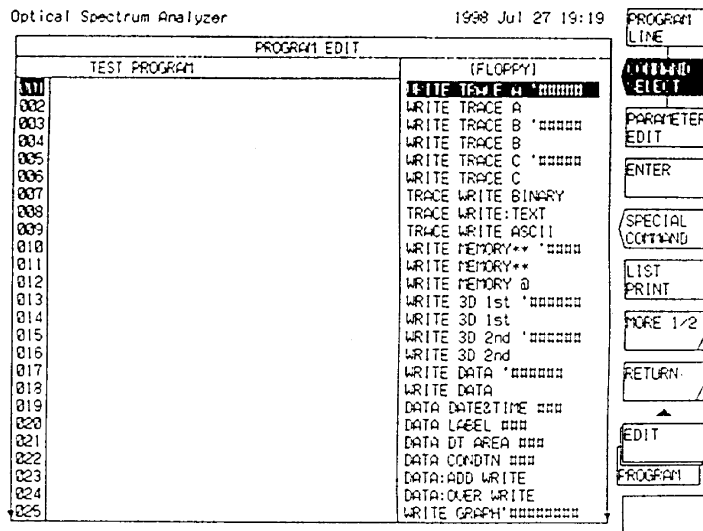 Optical Spectrum Analyzer 1998 Jul 27 19:19
PROGRAM EDIT
TEST PROGRAM
(FLOPPY)
001 WRITE TRACE A '¤¤¤¤¤
002 WRITE TRACE A
003 WRITE TRACE B '¤¤¤¤¤
004 WRITE TRACE B
005 WRITE TRACE C '¤¤¤¤¤
006 WRITE TRACE C
007 TRACE WRITE BINARY
008 TRACE WRITE:TEXT
009 TRACE WRITE ASCII
010 WRITE MEMORY** '¤¤¤¤
011 WRITE MEMORY**
012 WRITE MEMORY @
013 WRITE 3D 1st '¤¤¤¤¤¤
014 WRITE 3D 1st
015 WRITE 3D 2nd '¤¤¤¤¤¤
016 WRITE 3D 2nd
017 WRITE DATA '¤¤¤¤¤¤
018 WRITE DATA
019 DATA DATE&TIME ¤¤¤
020 DATA LABEL ¤¤¤
021 DATA DT AREA ¤¤¤
022 DATA CONDTN ¤¤¤
023 DATA:ADD WRITE
024 DATA:OVER WRITE
025 WRITE GRAPH'¤¤¤¤¤¤¤¤
PROGRAM
LINE
COMMAND
SELECT
PARAMETER
EDIT
ENTER
SPECIAL
COMMAND
LIST
PRINT
MORE 1/2
RETURN
EDIT
PROGRAM